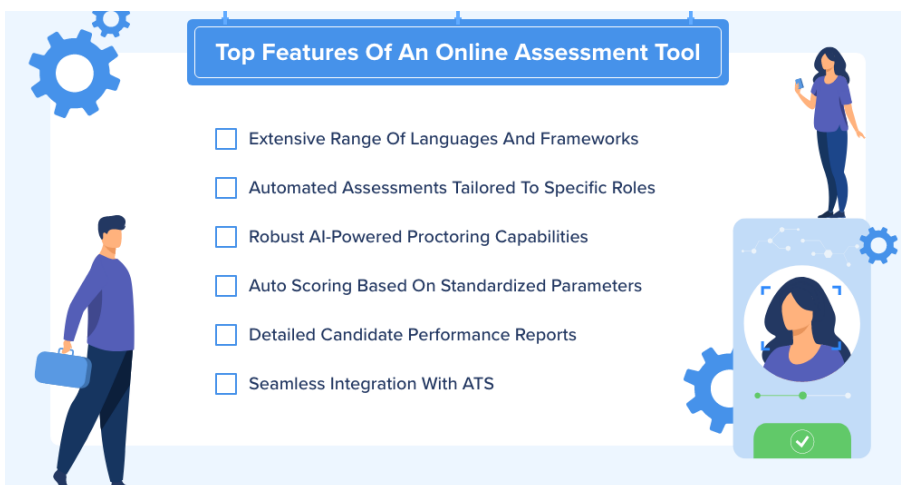 Top Features Of An Online Assessment Tool
Extensive Range Of Languages And Frameworks
Automated Assessments Tailored To Specific Roles
Robust AI-Powered Proctoring Capabilities
Auto Scoring Based On Standardized Parameters
Detailed Candidate Performance Reports
Seamless Integration With ATS